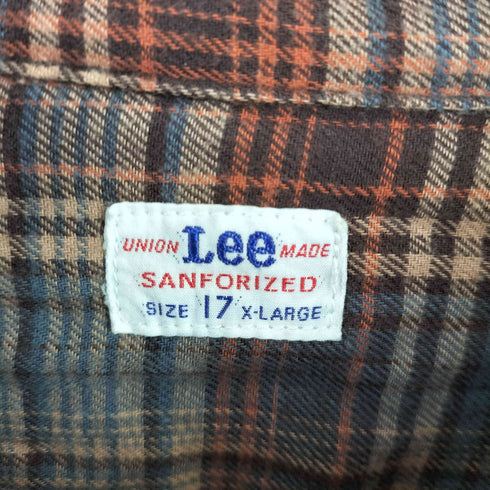 UNION Lee MADE
SANFORIZED
SIZE 17 X-LARGE